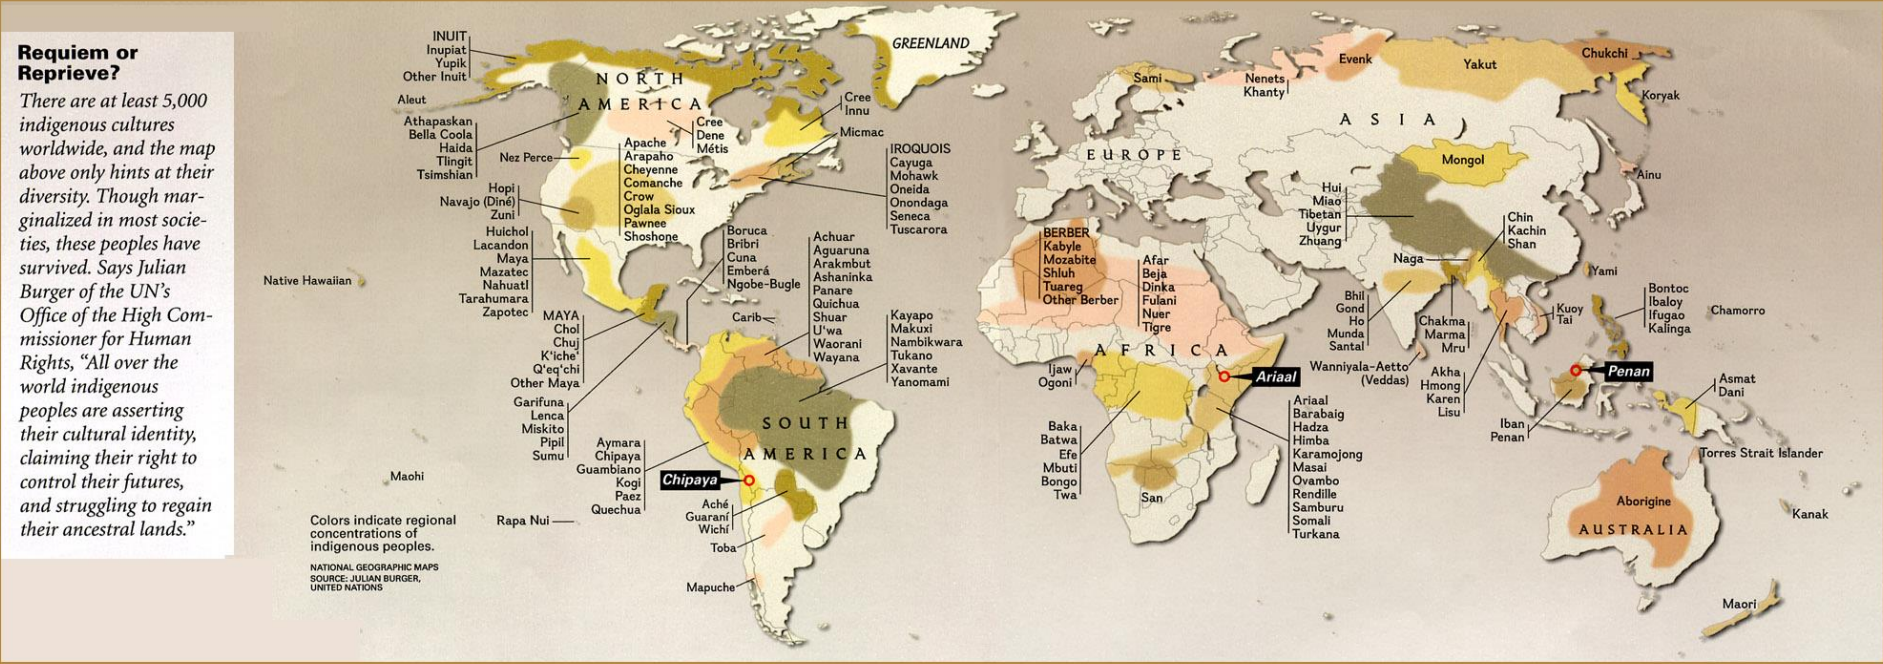 Requiem or
Reprieve?
There are at least 5,000
indigenous cultures
worldwide, and the map
above only hints at their
diversity. Though mar-
ginalized in most socie-
ties, these peoples have
survived. Says Julian
Burger of the UN's
Office of the High Com-
missioner for Human
Rights, “All over the
world indigenous
peoples are asserting
their cultural identity,
claiming their right to
control their futures,
and struggling to regain
their ancestral lands.”
INUIT
Inupiat
Yupik
Other Inuit
Aleut
Athapaskan
Bella Coola
Haida
Tlingit
Tsimshian
Nez Perce
Hopi
Navajo (Diné)
Zuni
Huichol
Lacandon
Maya
Mazatec
Nahuatl
Tarahumara
Zapotec
Native Hawaiian
MAYA
Chol
Chuj
K'iche'
Q'eq'chi
Other Maya
Garifuna
Lenca
Miskito
Pipil
Sumu
NORTH
AMERICA
GREENLAND
Cree
Dene
Métis
Cree
Innu
Micmac
Apache
Arapaho
Cheyenne
Comanche
Crow
Oglala Sioux
Pawnee
Shoshone
IROQUOIS
Cayuga
Mohawk
Oneida
Onondaga
Seneca
Tuscarora
Boruca
Bribri
Cuna
Emberá
Ngobe-Bugle
Carib
Achuar
Aguaruna
Arakmbut
Ashaninka
Panare
Quichua
Shuar
U'wa
Waorani
Wayana
Kayapo
Makuxi
Nambikwara
Tukano
Xavante
Yanomami
SOUTH
AMERICA
Aymara
Chipaya
Guambiano
Kogi
Paez
Quechua
Chipaya
Aché
Guaraní
Wichí
Toba
Mapuche
Maohi
Rapa Nui
Colors indicate regional
concentrations of
indigenous peoples.
NATIONAL GEOGRAPHIC MAPS
SOURCE: JULIAN BURGER,
UNITED NATIONS
Sami
Nenets
Khanty
Evenk
Yakut
Chukchi
Koryak
ASIA
EUROPE
Mongol
Ainu
Hui
Miao
Tibetan
Uygur
Zhuang
Chin
Kachin
Shan
Naga
Yami
BERBER
Kabyle
Mozabite
Shluh
Tuareg
Other Berber
Afar
Beja
Dinka
Fulani
Nuer
Tigre
AFRICA
Ijaw
Ogoni
Ariaal
Baka
Batwa
Efe
Mbuti
Bongo
Twa
San
Ariaal
Barabaig
Hadza
Himba
Karamojong
Masai
Ovambo
Rendille
Samburu
Somali
Turkana
Bhil
Gond
Ho
Munda
Santal
Wanniyala-Aetto
(Veddas)
Chakma
Marma
Mru
Akha
Hmong
Karen
Lisu
Kuoy
Tai
Bontoc
Ibaloy
Ifugao
Kalinga
Chamorro
Penan
Iban
Penan
Asmat
Dani
Torres Strait Islander
Aborigine
AUSTRALIA
Kanak
Maori